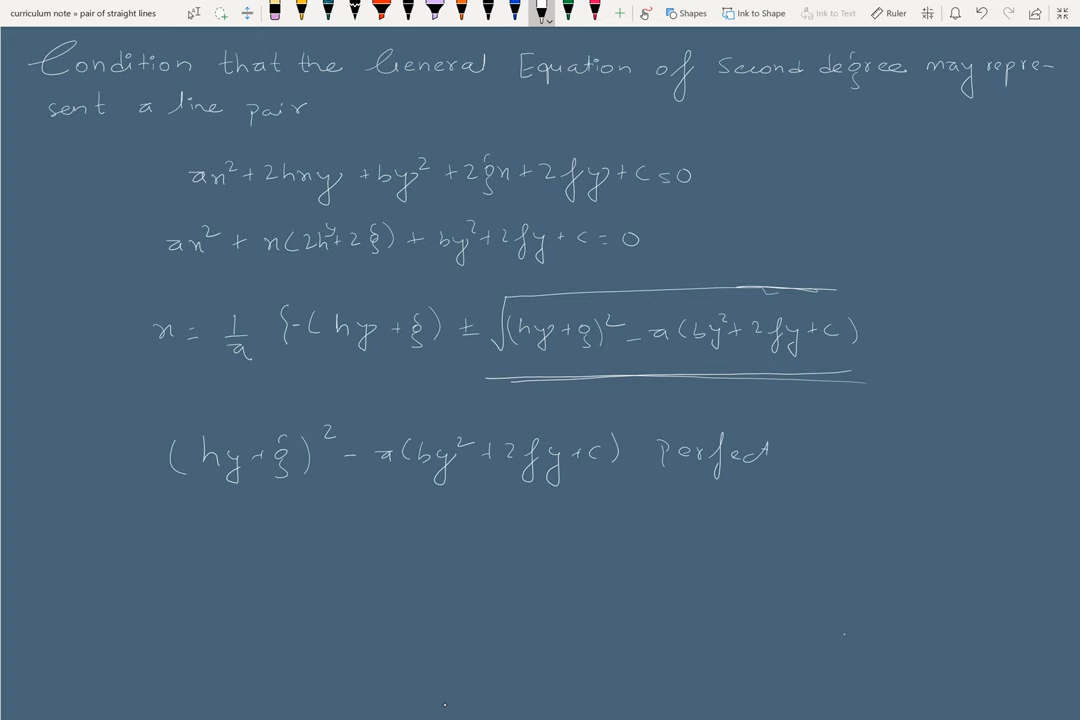 curriculum note » pair of straight lines
Shapes
Ink to Shape
Ink to Text
Ruler
Condition that the General Equation of second degree may repre-
sent a line pair
ax² + 2hxy + by² + 2gx + 2fy + c = 0
ax² + x(2hy + 2g) + by² + 2fy + c = 0
x = 1/a {-(hy + g) ± √(hy + g)² - a(by² + 2fy + c)
(hy + g)² - a(by² + 2fy + c) perfect